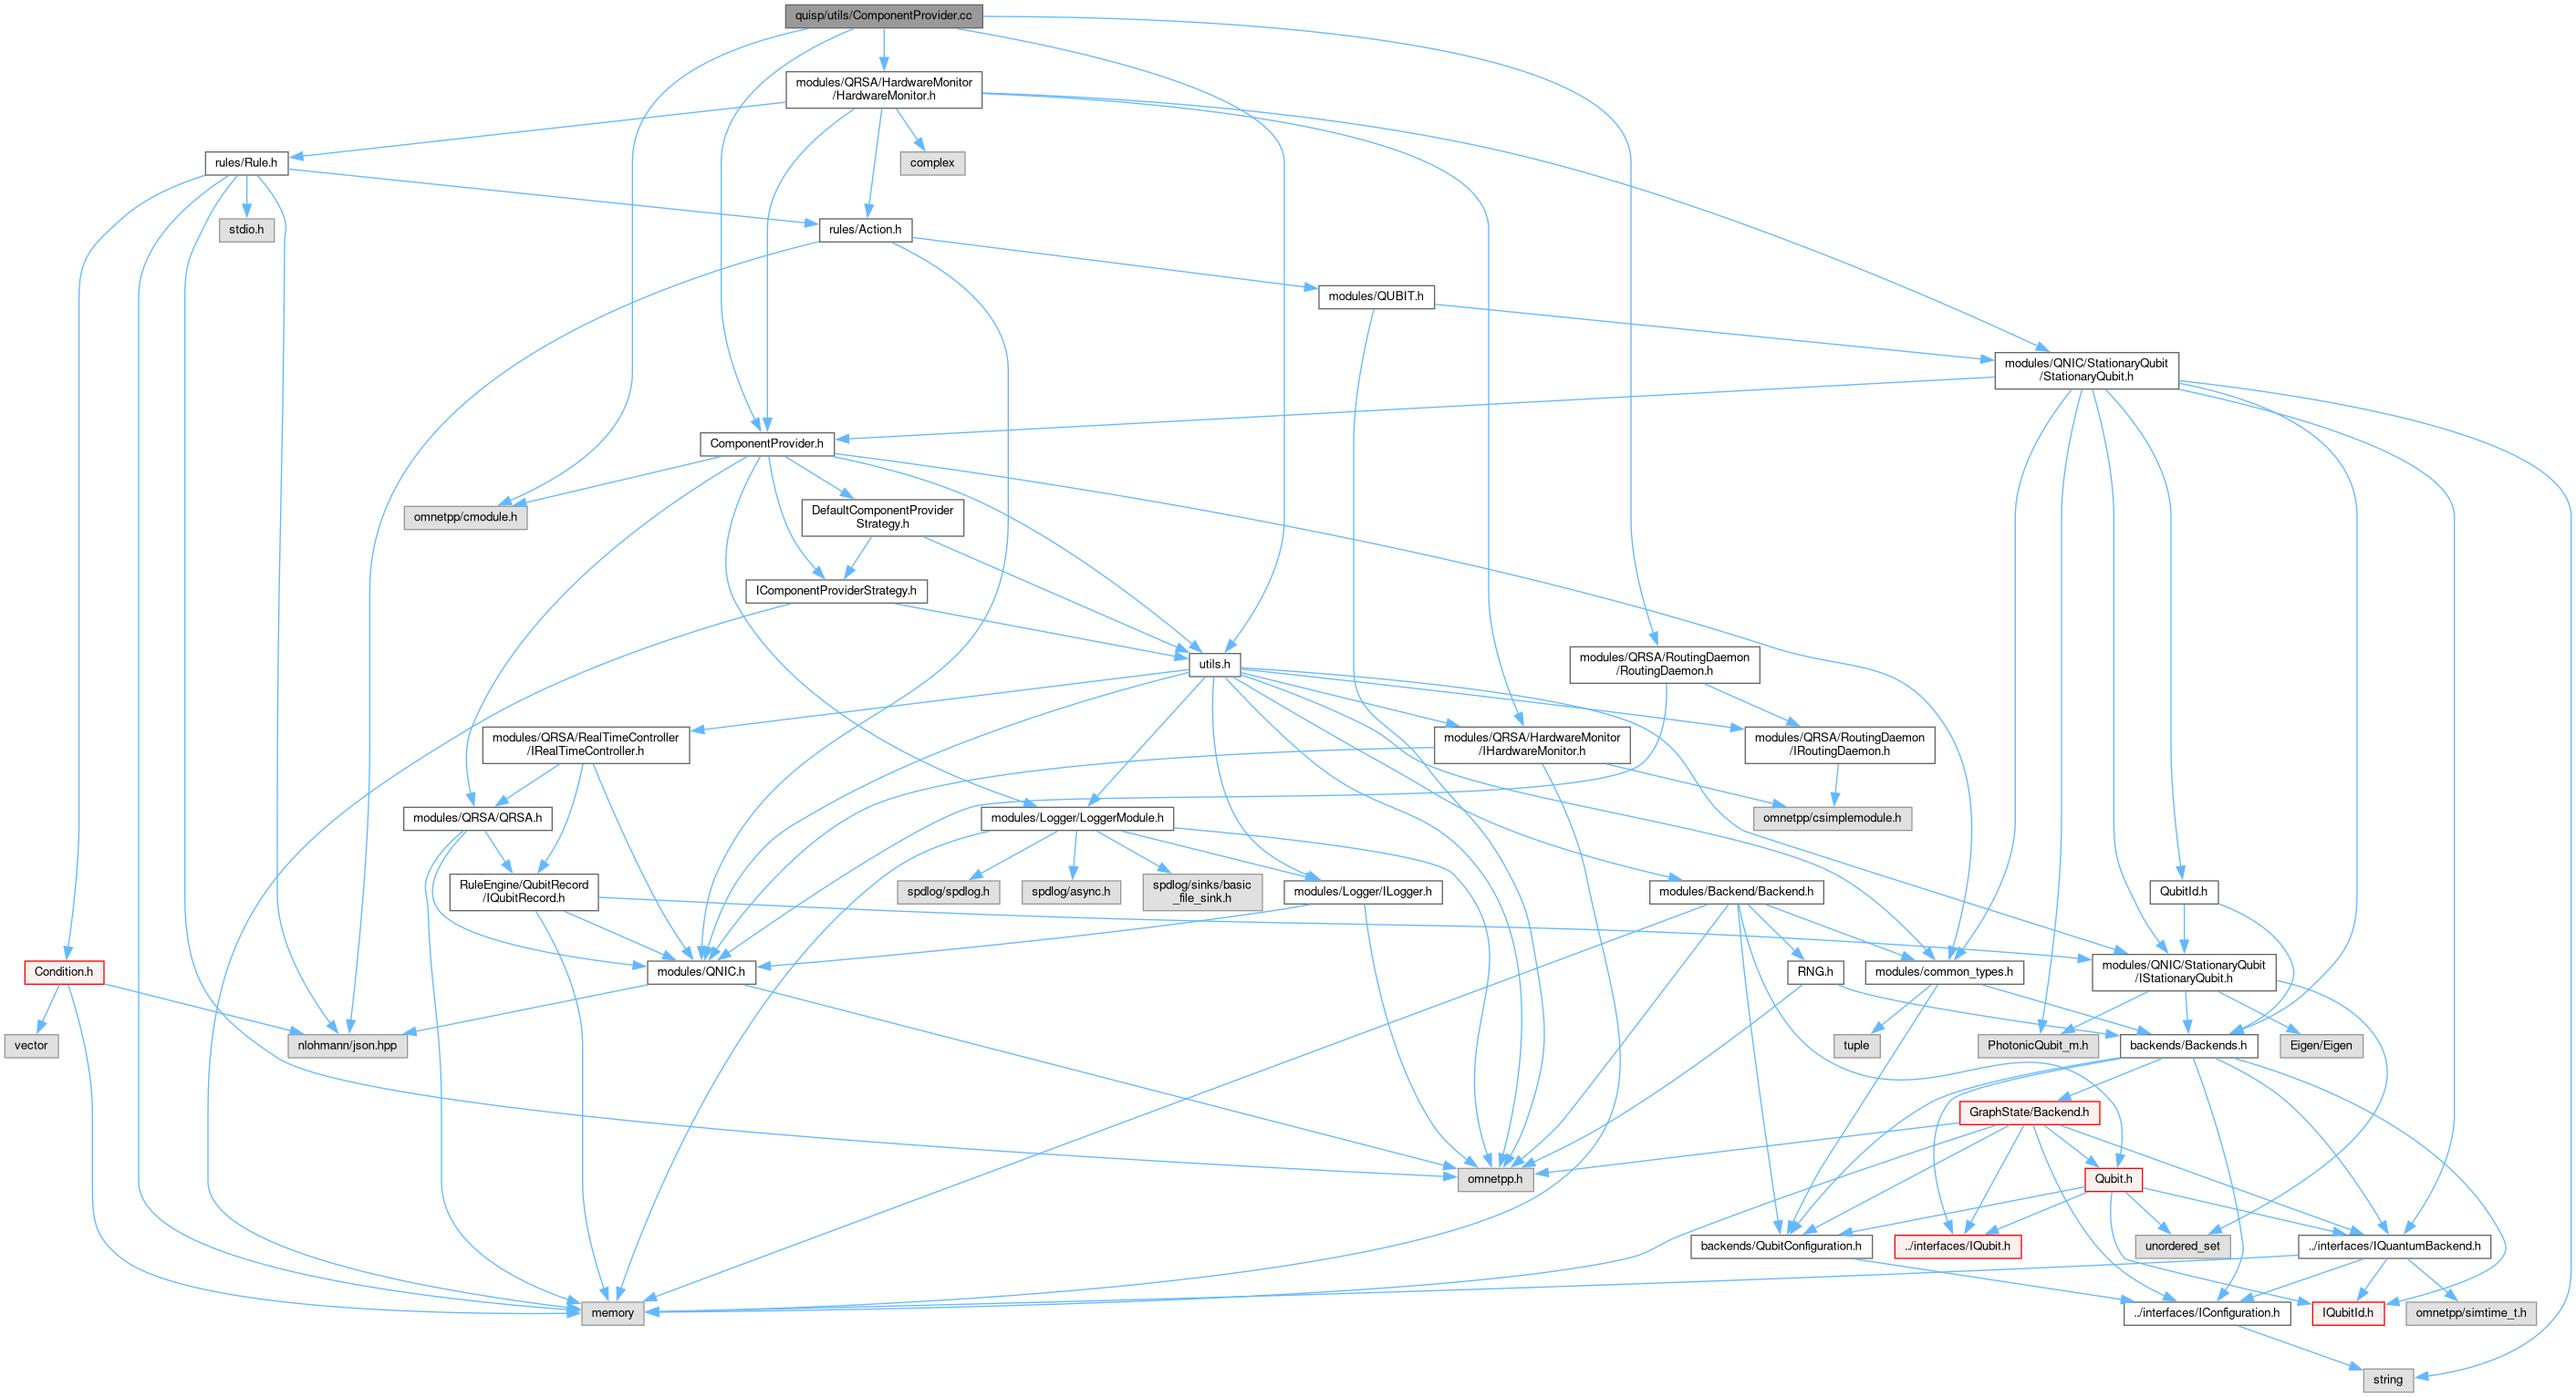 quisp/utils/ComponentProvider.cc
modules/QRSA/HardwareMonitor
/HardwareMonitor.h
rules/Rule.h
complex
stdio.h
rules/Action.h
modules/QUBIT.h
modules/QNIC/StationaryQubit
/StationaryQubit.h
ComponentProvider.h
omnetpp/cmodule.h
DefaultComponentProvider
Strategy.h
IComponentProviderStrategy.h
utils.h
modules/QRSA/RoutingDaemon
/RoutingDaemon.h
modules/QRSA/RealTimeController
/IRealTimeController.h
modules/QRSA/HardwareMonitor
/IHardwareMonitor.h
modules/QRSA/RoutingDaemon
/IRoutingDaemon.h
modules/QRSA/QRSA.h
modules/Logger/LoggerModule.h
omnetpp/csimplemodule.h
RuleEngine/QubitRecord
/IQubitRecord.h
spdlog/spdlog.h
spdlog/async.h
spdlog/sinks/basic
_file_sink.h
modules/Logger/ILogger.h
modules/Backend/Backend.h
QubitId.h
Condition.h
modules/QNIC.h
RNG.h
modules/common_types.h
modules/QNIC/StationaryQubit
/IStationaryQubit.h
vector
nlohmann/json.hpp
tuple
PhotonicQubit_m.h
backends/Backends.h
Eigen/Eigen
GraphState/Backend.h
omnetpp.h
Qubit.h
backends/QubitConfiguration.h
../interfaces/IQubit.h
unordered_set
../interfaces/IQuantumBackend.h
memory
../interfaces/IConfiguration.h
IQubitId.h
omnetpp/simtime_t.h
string